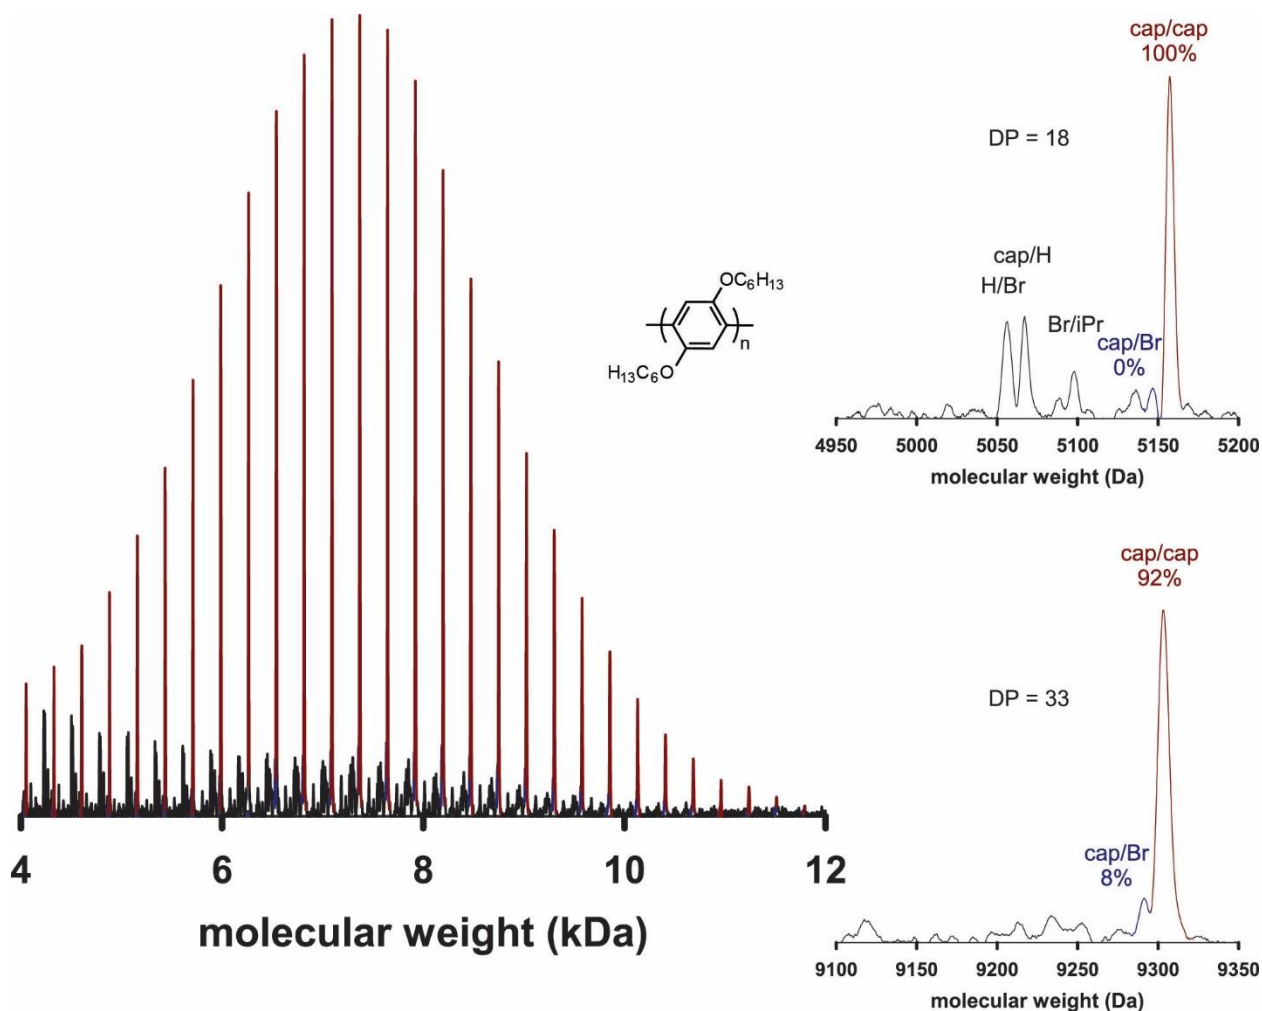 4
6
8
10
12
molecular weight (kDa)
OC6H13
n
H13C6O
cap/cap
100%
DP = 18
cap/H
H/Br
Br/iPr
cap/Br
0%
4950 5000 5050 5100 5150 5200
molecular weight (Da)
cap/cap
92%
DP = 33
cap/Br
8%
9100 9150 9200 9250 9300 9350
molecular weight (Da)